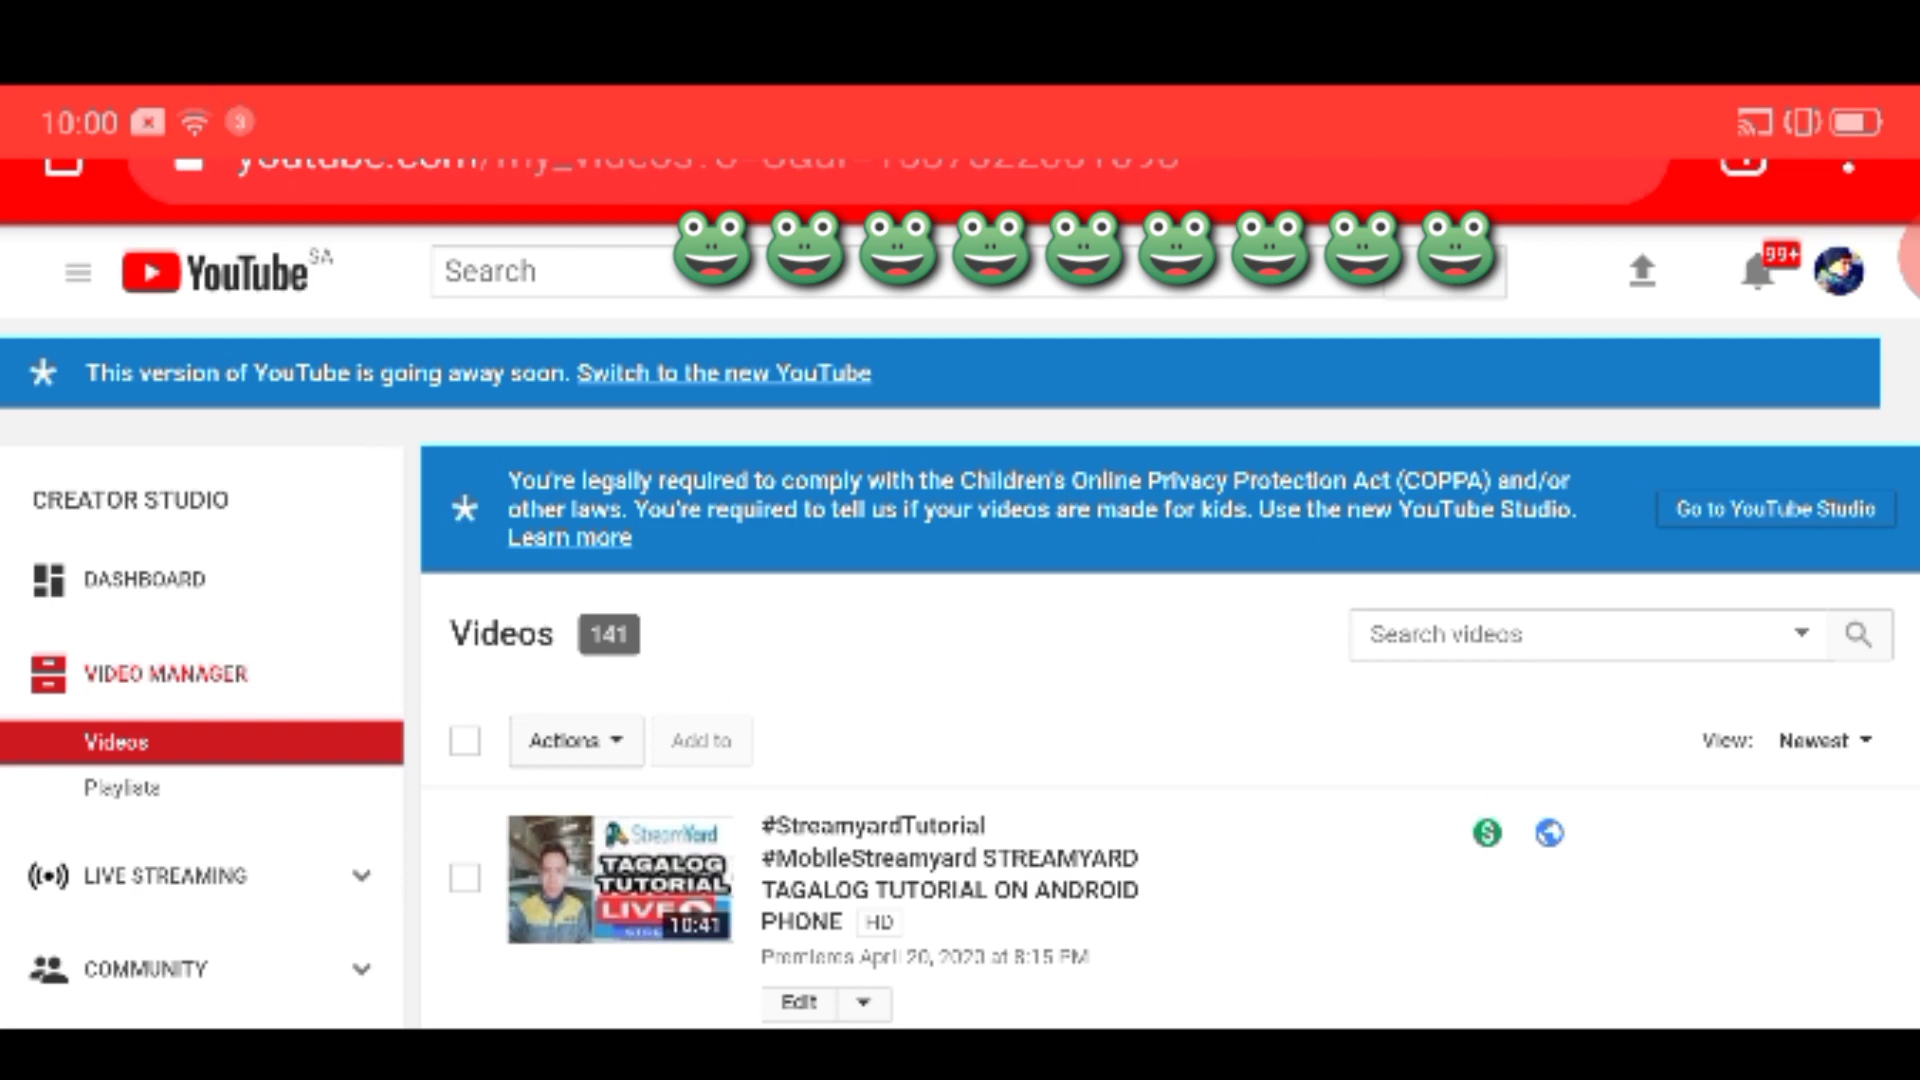 10:00
3
YouTube SA
Search
99+
This version of YouTube is going away soon. Switch to the new YouTube
CREATOR STUDIO
DASHBOARD
VIDEO MANAGER
Videos
Playlists
LIVE STREAMING
COMMUNITY
You're legally required to comply with the Children's Online Privacy Protection Act (COPPA) and/or
other laws. You're required to tell us if your videos are made for kids. Use the new YouTube Studio.
Learn more
Go to YouTube Studio
Videos 141
Search videos
Actions
Add to
View: Newest
StreamYard
TAGALOG
TUTORIAL
LIVE
10:41
#StreamyardTutorial
#MobileStreamyard STREAMYARD
TAGALOG TUTORIAL ON ANDROID
PHONE HD
Premieres April 20, 2020 at 8:15 PM
Edit